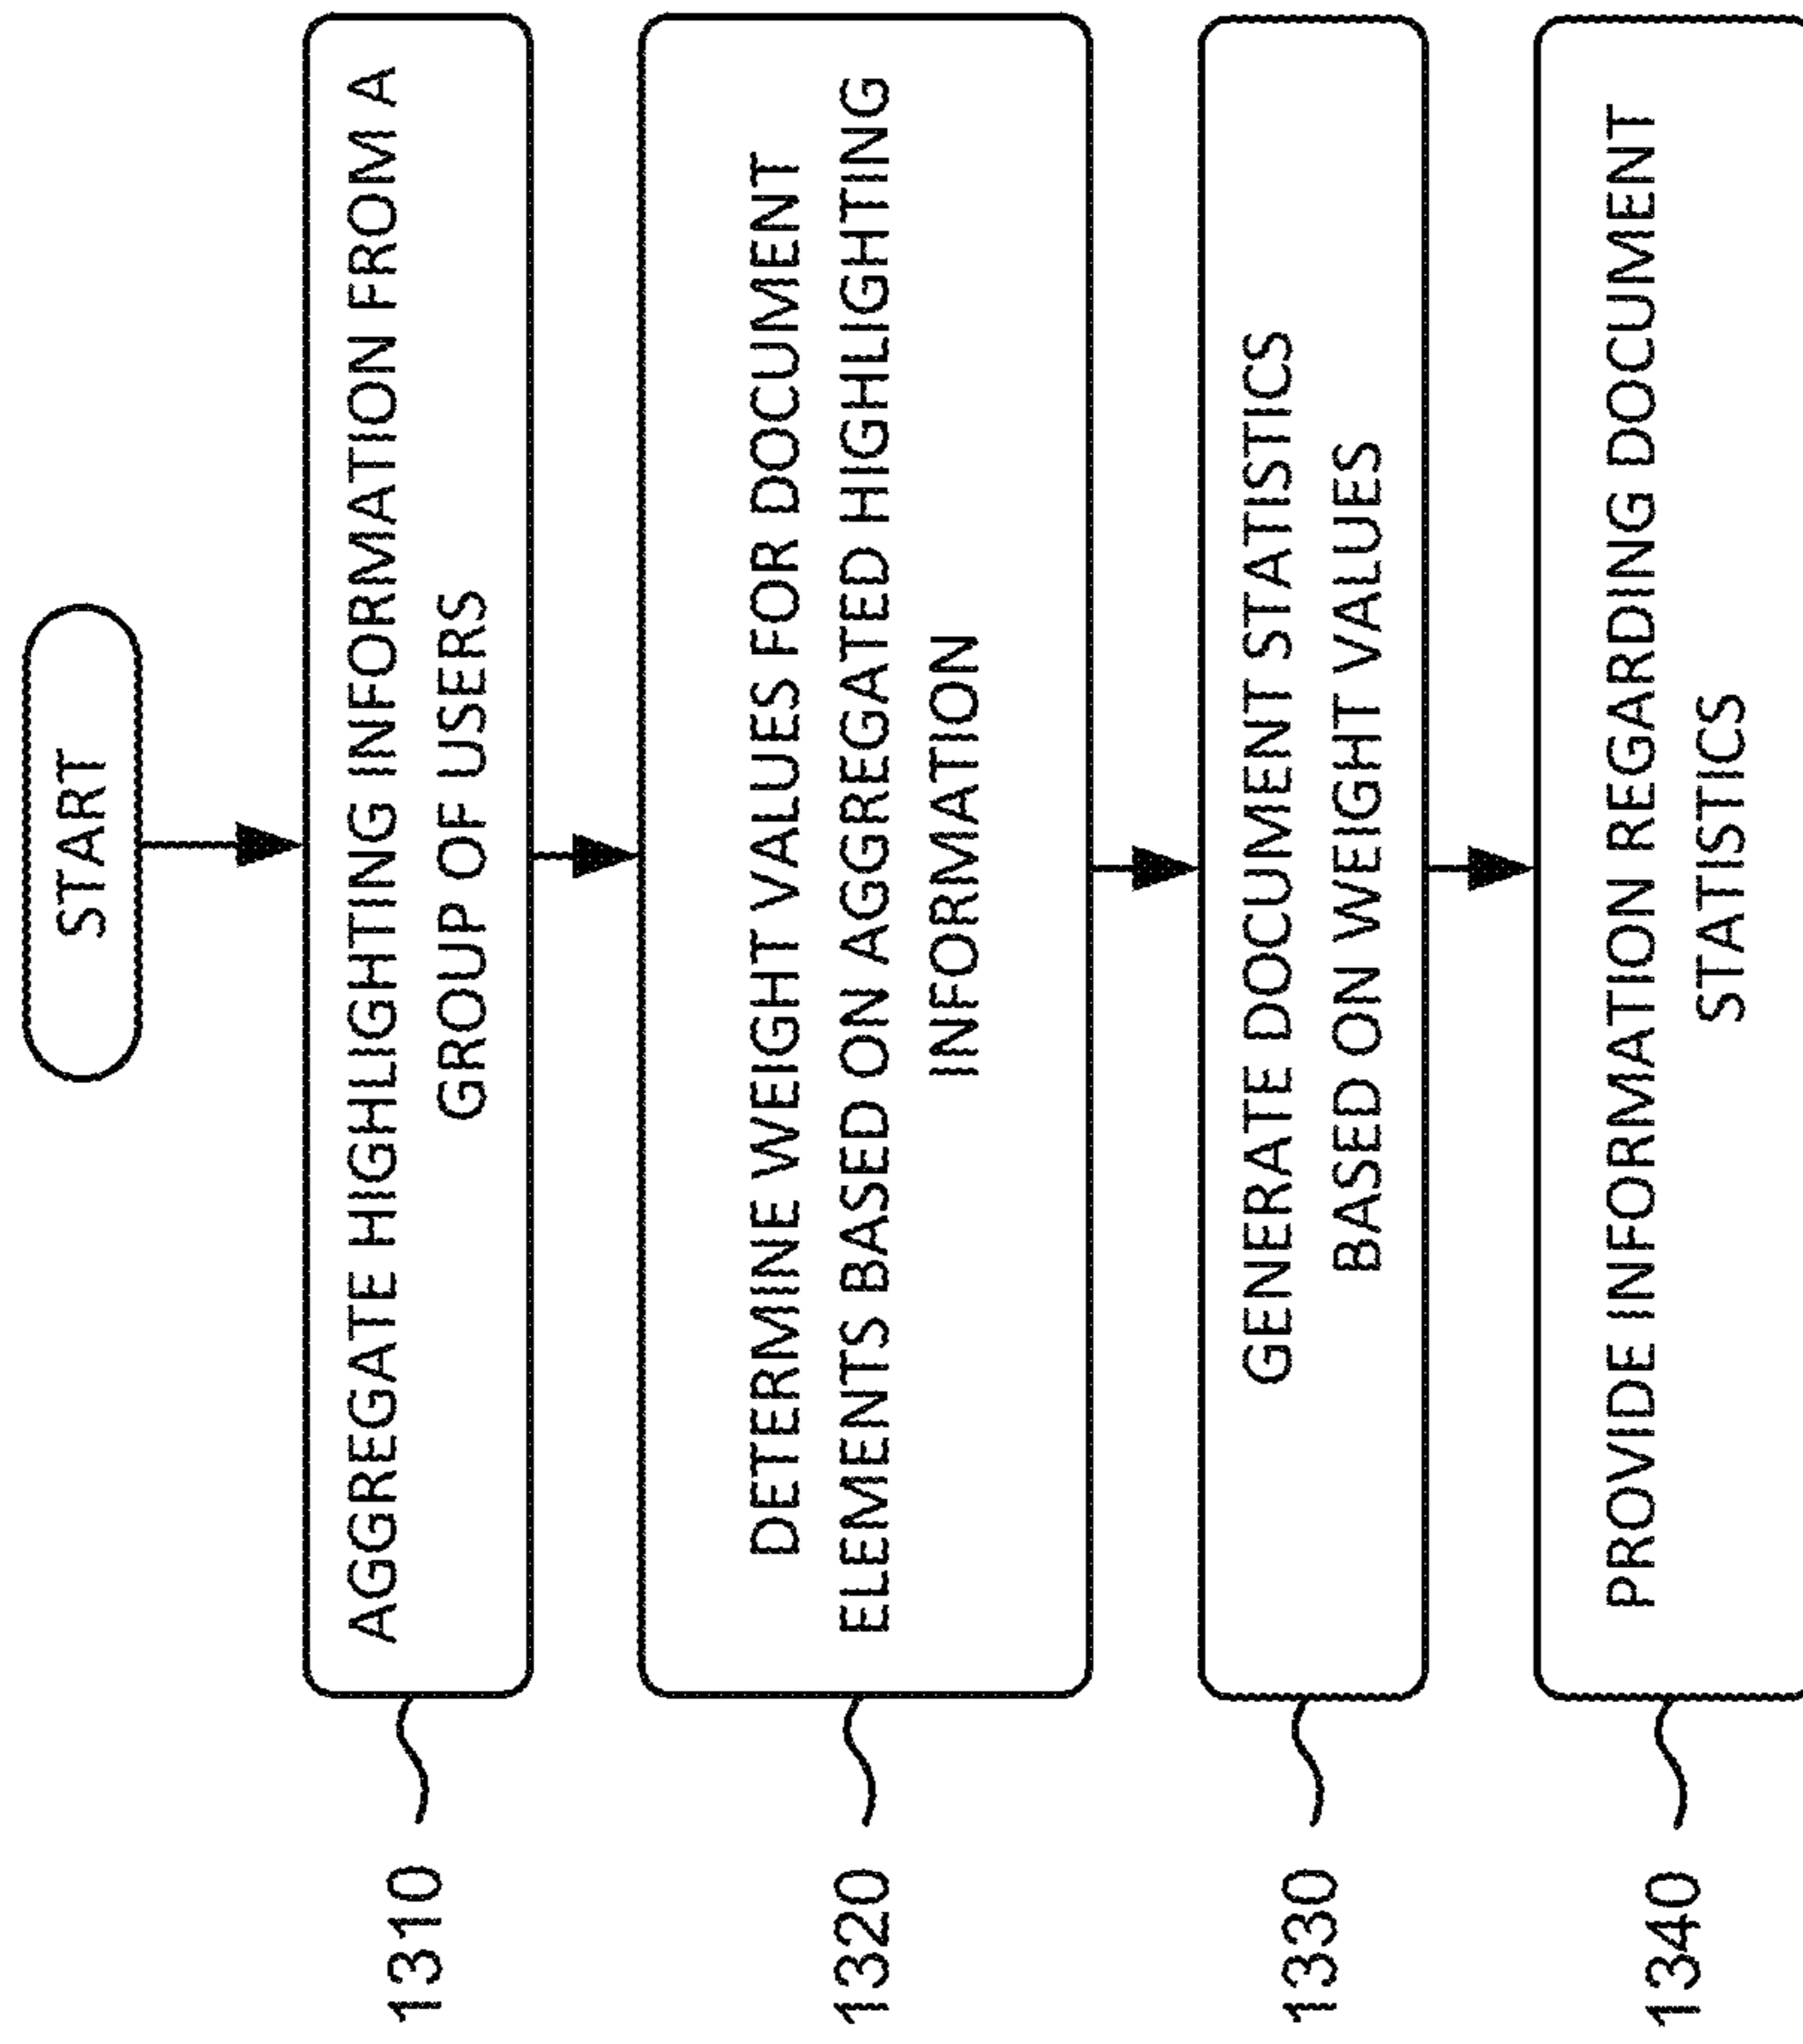 START
1310
AGGREGATE HIGHLIGHTING INFORMATION FROM A
GROUP OF USERS
1320
DETERMINE WEIGHT VALUES FOR DOCUMENT
ELEMENTS BASED ON AGGREGATED HIGHLIGHTING
INFORMATION
1330
GENERATE DOCUMENT STATISTICS
BASED ON WEIGHT VALUES
1340
PROVIDE INFORMATION REGARDING DOCUMENT
STATISTICS